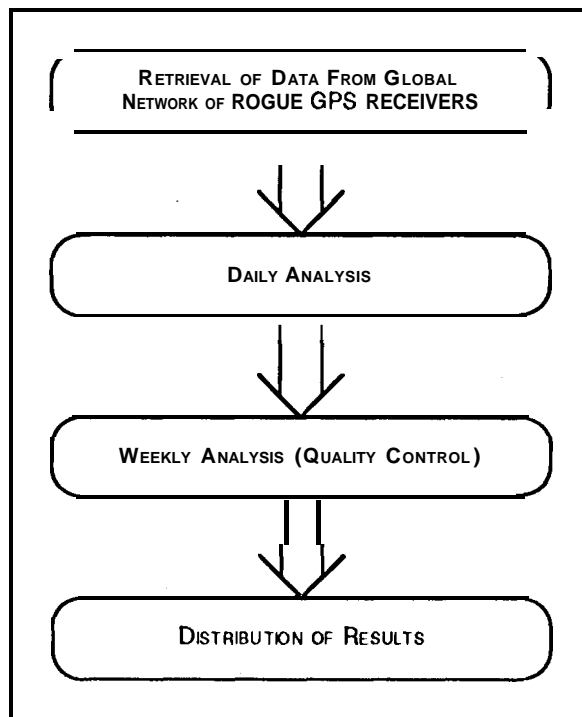 RETRIEVAL OF DATA FROM GLOBAL
NETWORK OF ROGUE GPS RECEIVERS
DAILY ANALYSIS
WEEKLY ANALYSIS (QUALITY CONTROL)
DISTRIBUTION OF RESULTS